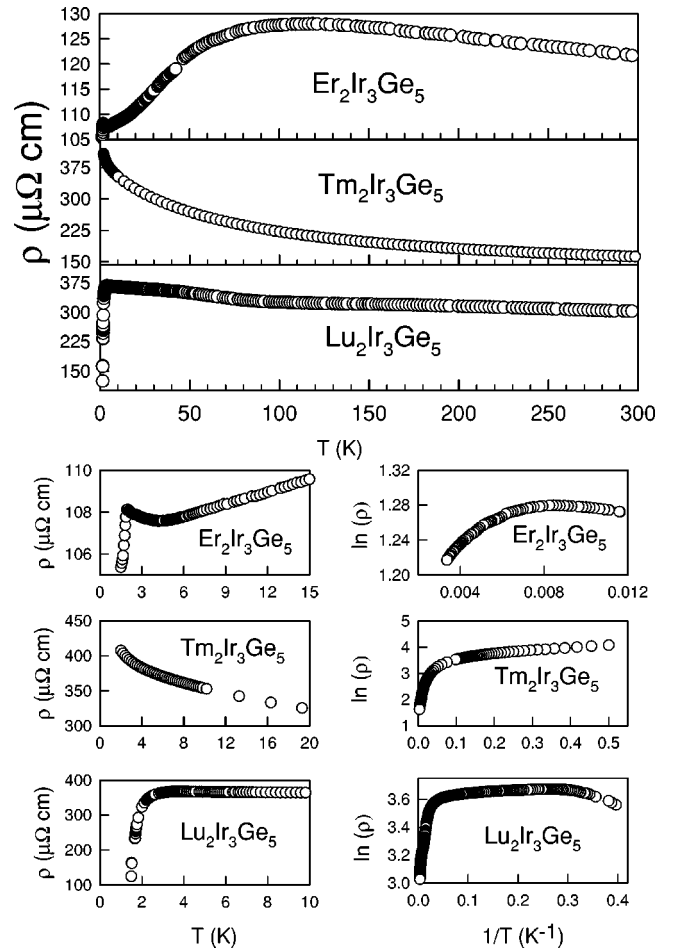 130
125
120
115
110
105
Er₂Ir₃Ge₅
375
300
225
150
Tm₂Ir₃Ge₅
ρ (μΩ cm)
375
300
225
150
Lu₂Ir₃Ge₅
0 50 100 150 200 250 300
T (K)
110
108
106
ρ (μΩ cm)
Er₂Ir₃Ge₅
0 3 6 9 12 15
1.32
1.28
1.24
1.20
ln (ρ)
Er₂Ir₃Ge₅
0.004 0.008 0.012
450
400
350
300
ρ (μΩ cm)
Tm₂Ir₃Ge₅
0 4 8 12 16 20
5
4
3
2
1
ln (ρ)
Tm₂Ir₃Ge₅
0.0 0.1 0.2 0.3 0.4 0.5
400
300
200
100
ρ (μΩ cm)
Lu₂Ir₃Ge₅
0 2 4 6 8 10
T (K)
3.6
3.4
3.2
3.0
ln (ρ)
Lu₂Ir₃Ge₅
0.0 0.1 0.2 0.3 0.4
1/T (K⁻¹)